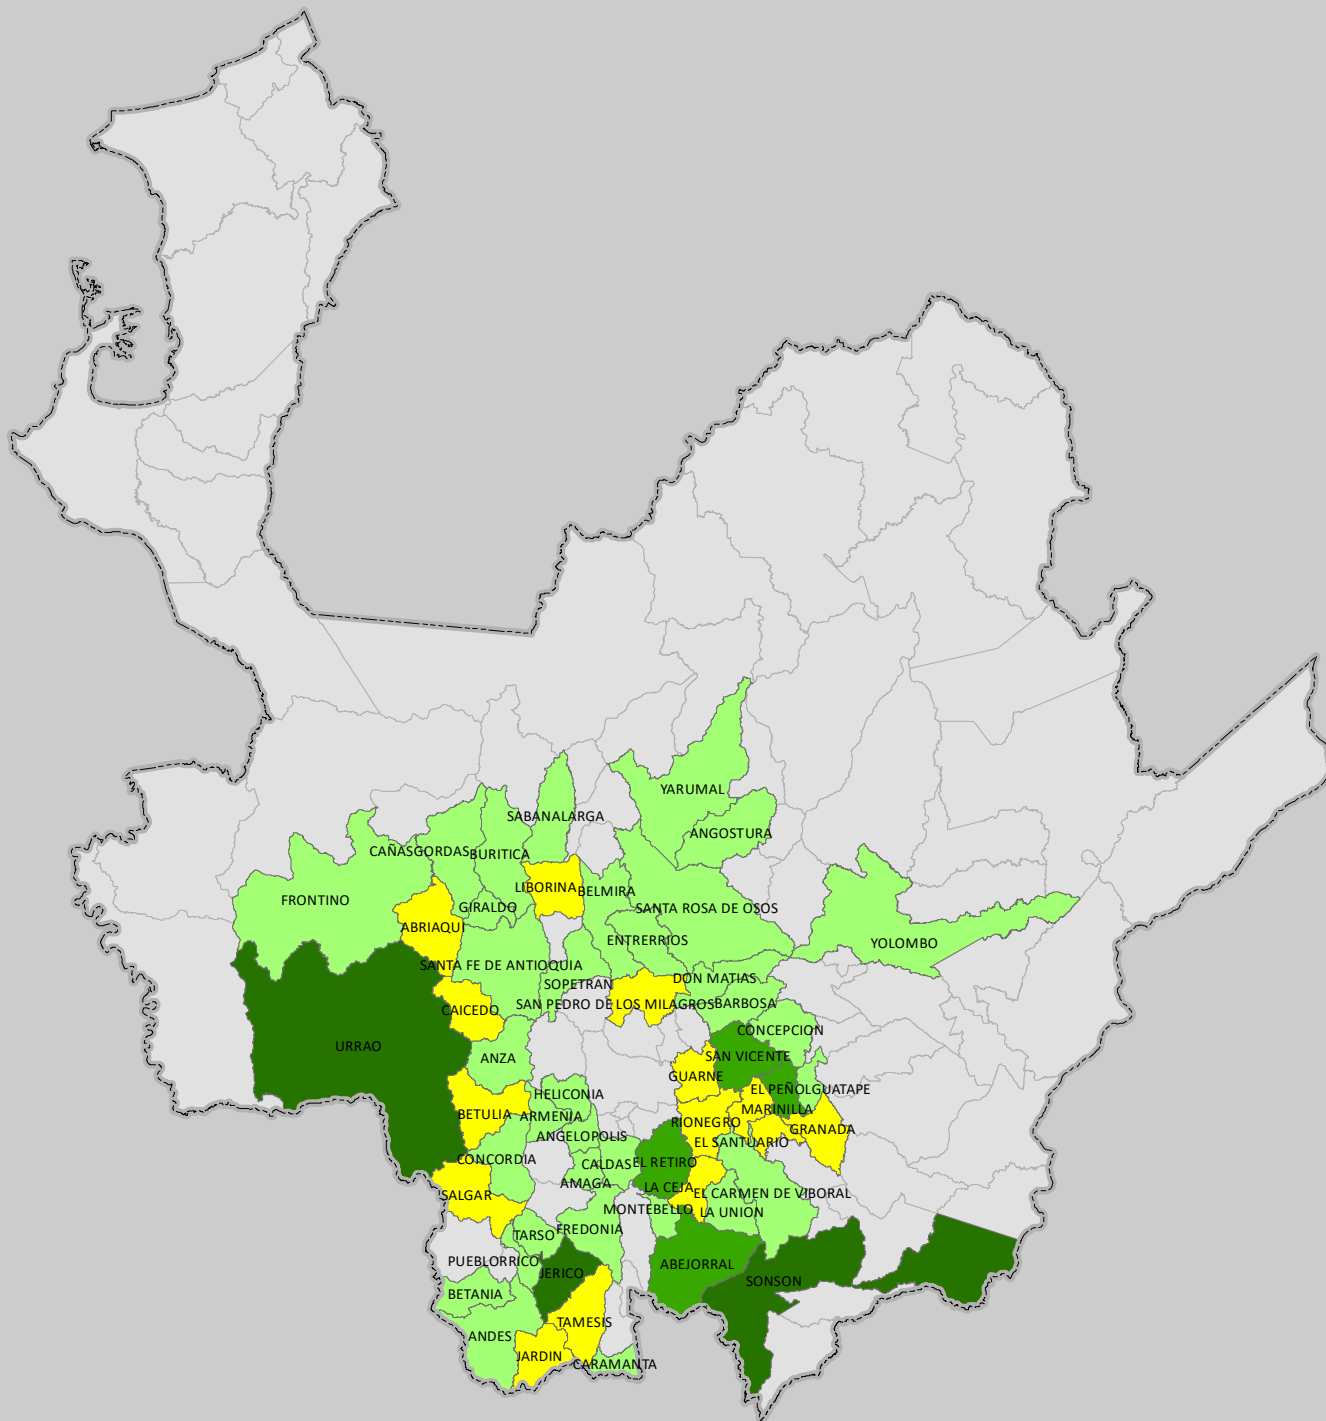 YARUMAL
SABANALARGA
ANGOSTURA
CAÑASGORDAS
BURITICA
LIBORINA
BELMIRA
FRONTINO
GIRALDO
SANTA ROSA DE OSOS
ABRIAQUI
ENTRERRIOS
YOLOMBO
SANTA FE DE ANTIOQUIA
DON MATIAS
SOPETRAN
SAN PEDRO DE LOS MILAGROS
BARBOSA
CAICEDO
CONCEPCION
URRAO
SAN VICENTE
ANZA
GUARNE
EL PEÑOL
GUATAPE
HELICONIA
MARINILLA
BETULIA
ARMENIA
RIONEGRO
GRANADA
ANGELOPOLIS
EL SANTUARIO
CONCORDIA
CALDAS
EL RETIRO
AMAGA
LA CEJA
SALGAR
EL CARMEN DE VIBORAL
MONTEBELLO
LA UNION
FREDONIA
TARSO
PUEBLORRICO
ABEJORRAL
JERICO
SONSON
BETANIA
TAMESIS
ANDES
JARDIN
CARAMANTA